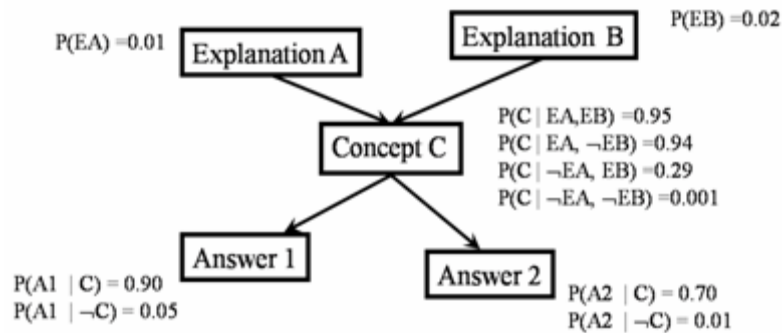 P(EA) =0.01
Explanation A
Explanation B
P(EB) =0.02
Concept C
P(C | EA,EB) =0.95
P(C | EA, ¬EB) =0.94
P(C | ¬EA, EB) =0.29
P(C | ¬EA, ¬EB) =0.001
Answer 1
Answer 2
P(A1 | C) = 0.90
P(A1 | ¬C) = 0.05
P(A2 | C) = 0.70
P(A2 | ¬C) = 0.01